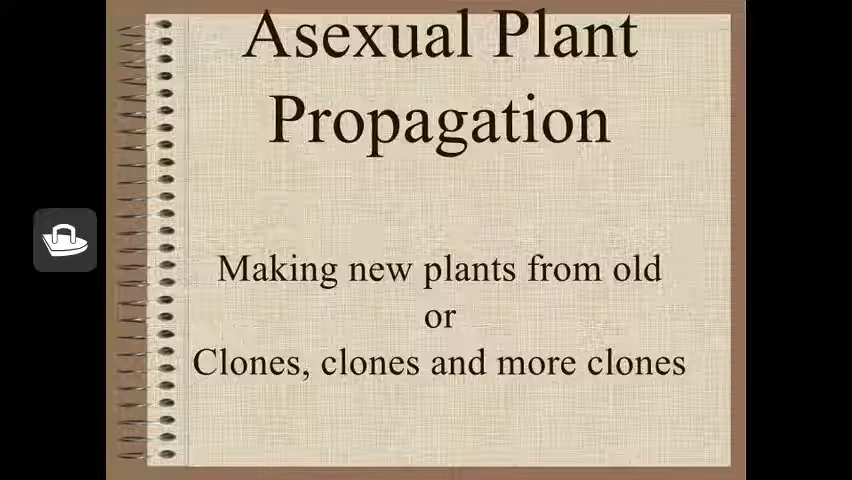 Asexual Plant
Propagation
Making new plants from old
or
Clones, clones and more clones